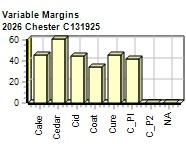 Variable Margins
2026 Chester C131925
60
40
20
0
Cake
Cedar
Cid
Coat
Cure
C_PI
C_P2
NA